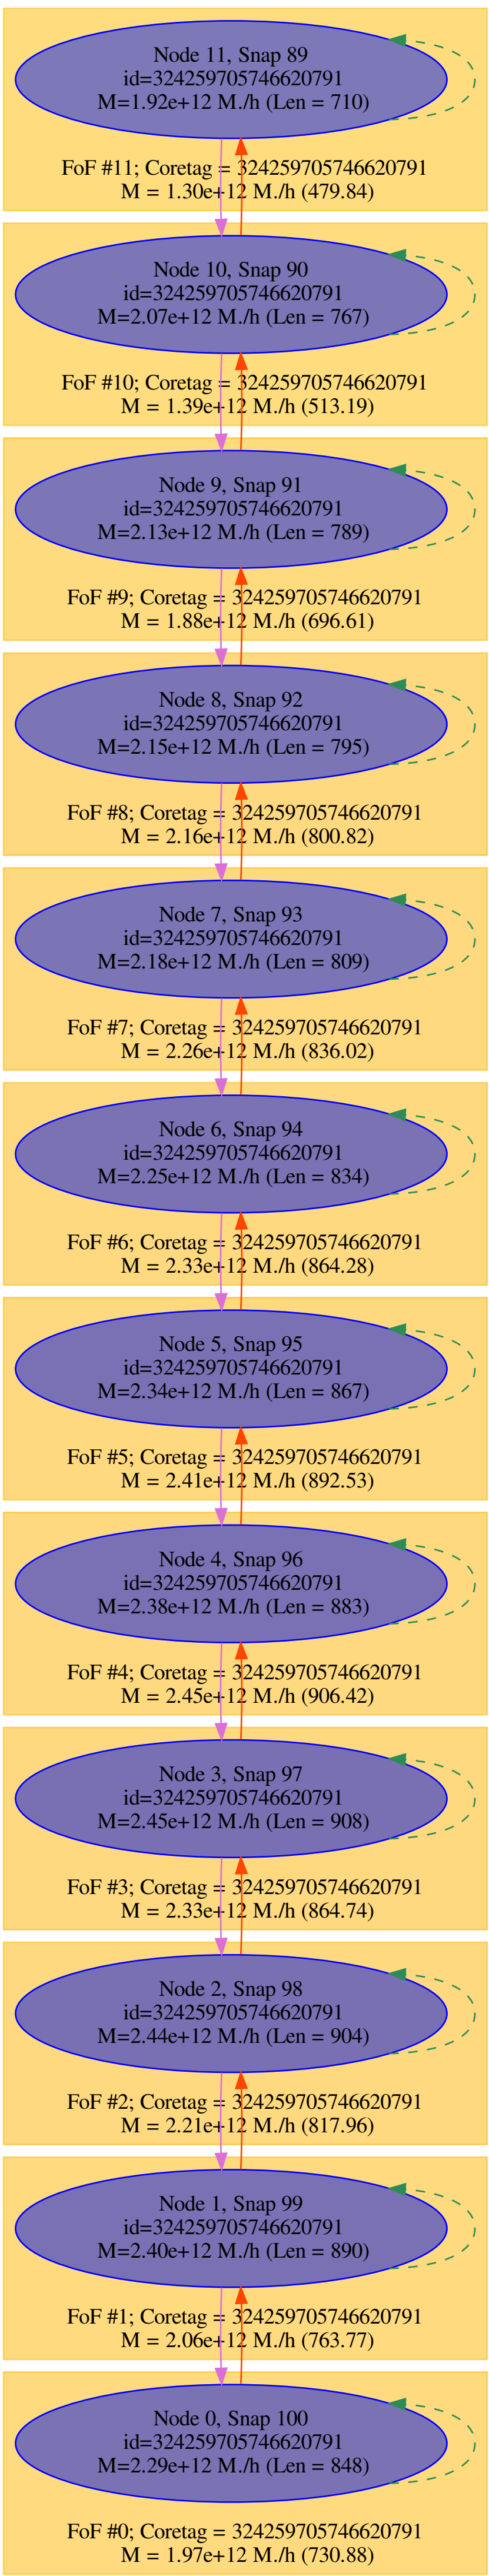 Node 11, Snap 89
id=324259705746620791
M=1.92e+12 M./h (Len = 710)
FoF #11; Coretag = 324259705746620791
M = 1.30e+12 M./h (479.84)
Node 10, Snap 90
id=324259705746620791
M=2.07e+12 M./h (Len = 767)
FoF #10; Coretag = 324259705746620791
M = 1.39e+12 M./h (513.19)
Node 9, Snap 91
id=324259705746620791
M=2.13e+12 M./h (Len = 789)
FoF #9; Coretag = 324259705746620791
M = 1.88e+12 M./h (696.61)
Node 8, Snap 92
id=324259705746620791
M=2.15e+12 M./h (Len = 795)
FoF #8; Coretag = 324259705746620791
M = 2.16e+12 M./h (800.82)
Node 7, Snap 93
id=324259705746620791
M=2.18e+12 M./h (Len = 809)
FoF #7; Coretag = 324259705746620791
M = 2.26e+12 M./h (836.02)
Node 6, Snap 94
id=324259705746620791
M=2.25e+12 M./h (Len = 834)
FoF #6; Coretag = 324259705746620791
M = 2.33e+12 M./h (864.28)
Node 5, Snap 95
id=324259705746620791
M=2.34e+12 M./h (Len = 867)
FoF #5; Coretag = 324259705746620791
M = 2.41e+12 M./h (892.53)
Node 4, Snap 96
id=324259705746620791
M=2.38e+12 M./h (Len = 883)
FoF #4; Coretag = 324259705746620791
M = 2.45e+12 M./h (906.42)
Node 3, Snap 97
id=324259705746620791
M=2.45e+12 M./h (Len = 908)
FoF #3; Coretag = 324259705746620791
M = 2.33e+12 M./h (864.74)
Node 2, Snap 98
id=324259705746620791
M=2.44e+12 M./h (Len = 904)
FoF #2; Coretag = 324259705746620791
M = 2.21e+12 M./h (817.96)
Node 1, Snap 99
id=324259705746620791
M=2.40e+12 M./h (Len = 890)
FoF #1; Coretag = 324259705746620791
M = 2.06e+12 M./h (763.77)
Node 0, Snap 100
id=324259705746620791
M=2.29e+12 M./h (Len = 848)
FoF #0; Coretag = 324259705746620791
M = 1.97e+12 M./h (730.88)